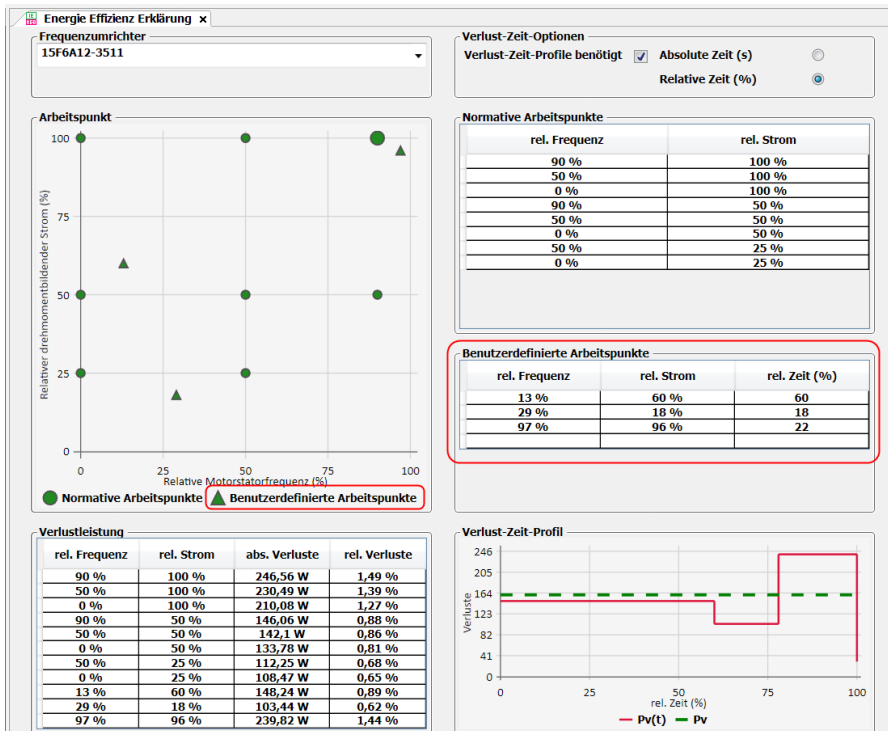 Energie Effizienz Erklärung x
Frequenzumrichter
15F6A12-3511
Verlust-Zeit-Optionen
Verlust-Zeit-Profile benötigt Absolute Zeit (s)
Relative Zeit (%)
Arbeitspunkt
Relativer drehmomentbildender Strom (%)
100
75
50
25
0
0 25 50 75 100
Relative Motorstatorfrequenz (%)
Normative Arbeitspunkte Benutzerdefinierte Arbeitspunkte
Normative Arbeitspunkte
rel. Frequenz rel. Strom
90 % 100 %
50 % 100 %
0 % 100 %
90 % 50 %
50 % 50 %
0 % 50 %
50 % 25 %
0 % 25 %
Benutzerdefinierte Arbeitspunkte
rel. Frequenz rel. Strom rel. Zeit (%)
13 % 60 % 60
29 % 18 % 18
97 % 96 % 22
Verlustleistung
rel. Frequenz rel. Strom abs. Verluste rel. Verluste
90 % 100 % 246,56 W 1,49 %
50 % 100 % 230,49 W 1,39 %
0 % 100 % 210,08 W 1,27 %
90 % 50 % 146,06 W 0,88 %
50 % 50 % 142,1 W 0,86 %
0 % 50 % 133,78 W 0,81 %
50 % 25 % 112,25 W 0,68 %
0 % 25 % 108,47 W 0,65 %
13 % 60 % 148,24 W 0,89 %
29 % 18 % 103,44 W 0,62 %
97 % 96 % 239,82 W 1,44 %
Verlust-Zeit-Profil
Verluste
246
205
164
123
82
41
0
0 25 50 75 100
rel. Zeit (%)
Pv(t) Pv